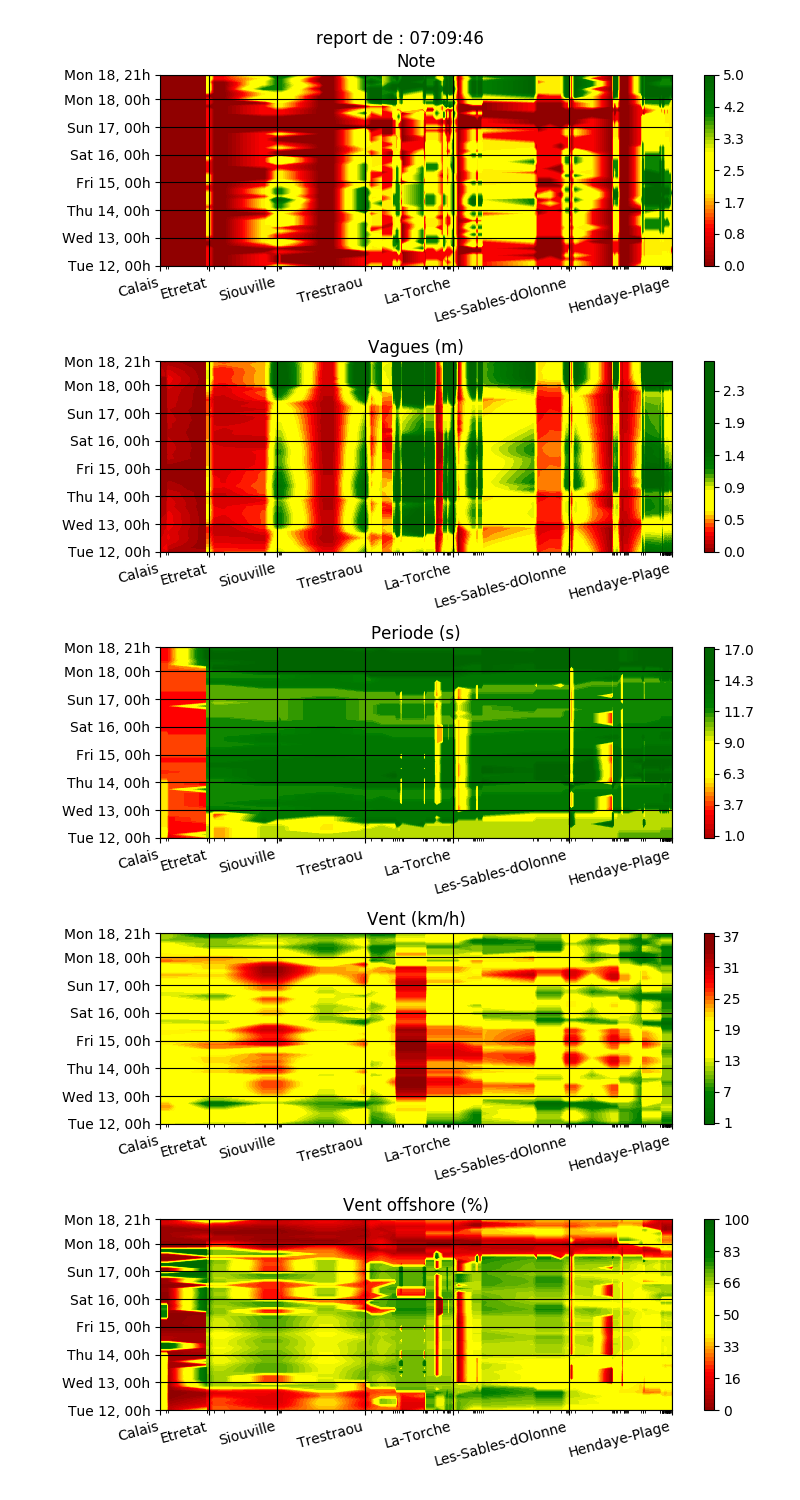 report de : 07:09:46
Note
Mon 18, 21h
Mon 18, 00h
Sun 17, 00h
Sat 16, 00h
Fri 15, 00h
Thu 14, 00h
Wed 13, 00h
Tue 12, 00h
5.0
4.2
3.3
2.5
1.7
0.8
0.0
Calais
Etretat
Siouville
Trestraou
La-Torche
Les-Sables-dOlonne
Hendaye-Plage
Vagues (m)
Mon 18, 21h
Mon 18, 00h
Sun 17, 00h
Sat 16, 00h
Fri 15, 00h
Thu 14, 00h
Wed 13, 00h
Tue 12, 00h
2.3
1.9
1.4
0.9
0.5
0.0
Calais
Etretat
Siouville
Trestraou
La-Torche
Les-Sables-dOlonne
Hendaye-Plage
Periode (s)
Mon 18, 21h
Mon 18, 00h
Sun 17, 00h
Sat 16, 00h
Fri 15, 00h
Thu 14, 00h
Wed 13, 00h
Tue 12, 00h
17.0
14.3
11.7
9.0
6.3
3.7
1.0
Calais
Etretat
Siouville
Trestraou
La-Torche
Les-Sables-dOlonne
Hendaye-Plage
Vent (km/h)
Mon 18, 21h
Mon 18, 00h
Sun 17, 00h
Sat 16, 00h
Fri 15, 00h
Thu 14, 00h
Wed 13, 00h
Tue 12, 00h
37
31
25
19
13
7
1
Calais
Etretat
Siouville
Trestraou
La-Torche
Les-Sables-dOlonne
Hendaye-Plage
Vent offshore (%)
Mon 18, 21h
Mon 18, 00h
Sun 17, 00h
Sat 16, 00h
Fri 15, 00h
Thu 14, 00h
Wed 13, 00h
Tue 12, 00h
100
83
66
50
33
16
0
Calais
Etretat
Siouville
Trestraou
La-Torche
Les-Sables-dOlonne
Hendaye-Plage